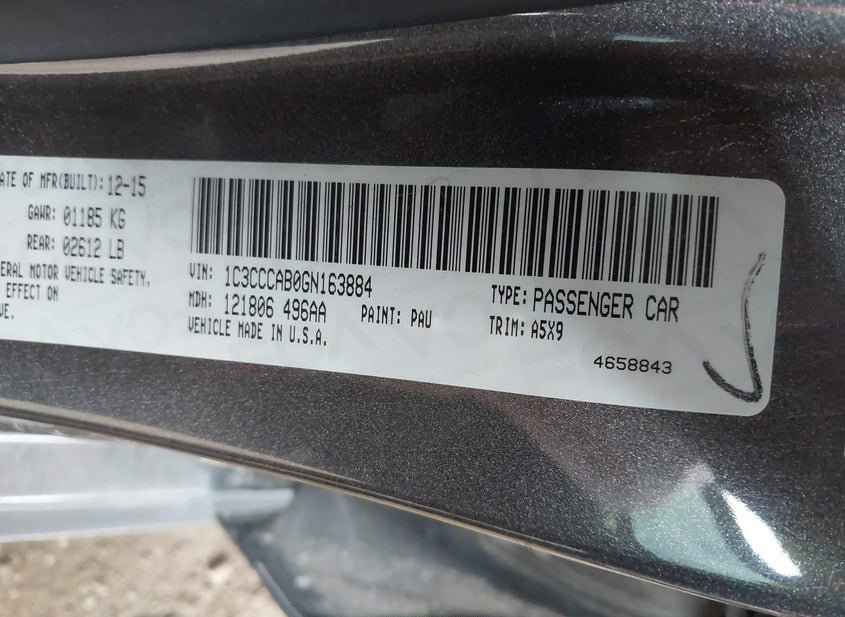 ATE OF MFR(BUILT): 12-15
GAWR: 01185 KG
REAR: 02612 LB
ERAL MOTOR VEHICLE SAFETY,
EFFECT ON
VE.
VIN: 1C3CCCAB0GN163884
TYPE: PASSENGER CAR
MDH: 121806 496AA
PAINT: PAU
TRIM: A5X9
VEHICLE MADE IN U.S.A.
4658843